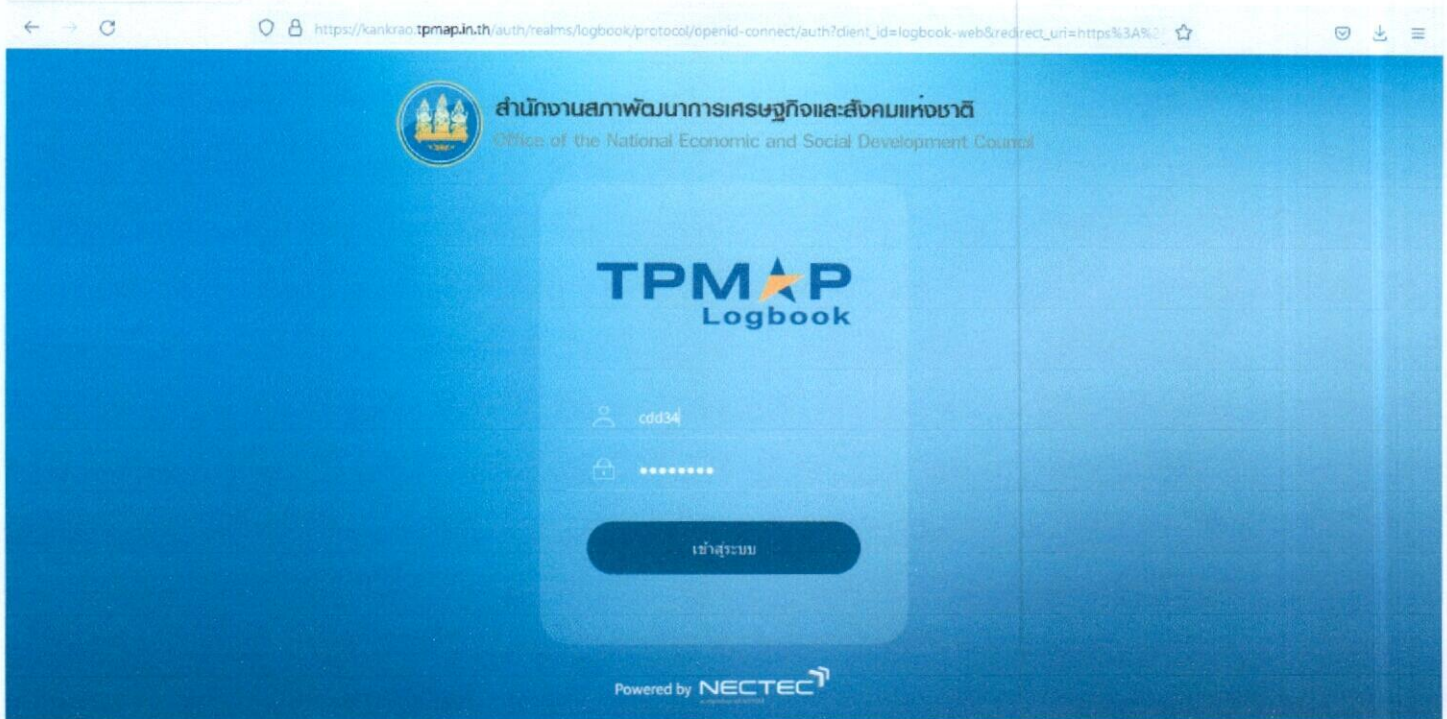 https://kankrao.tpmap.in.th/auth/realms/logbook/protocol/openid-connect/auth?client_id=logbook-web&redirect_uri=https%3A%2
สำนักงานสภาพัฒนาการเศรษฐกิจและสังคมแห่งชาติ
Office of the National Economic and Social Development Council
TPMAP
Logbook
cdd34
••••••••
เข้าสู่ระบบ
Powered by NECTEC